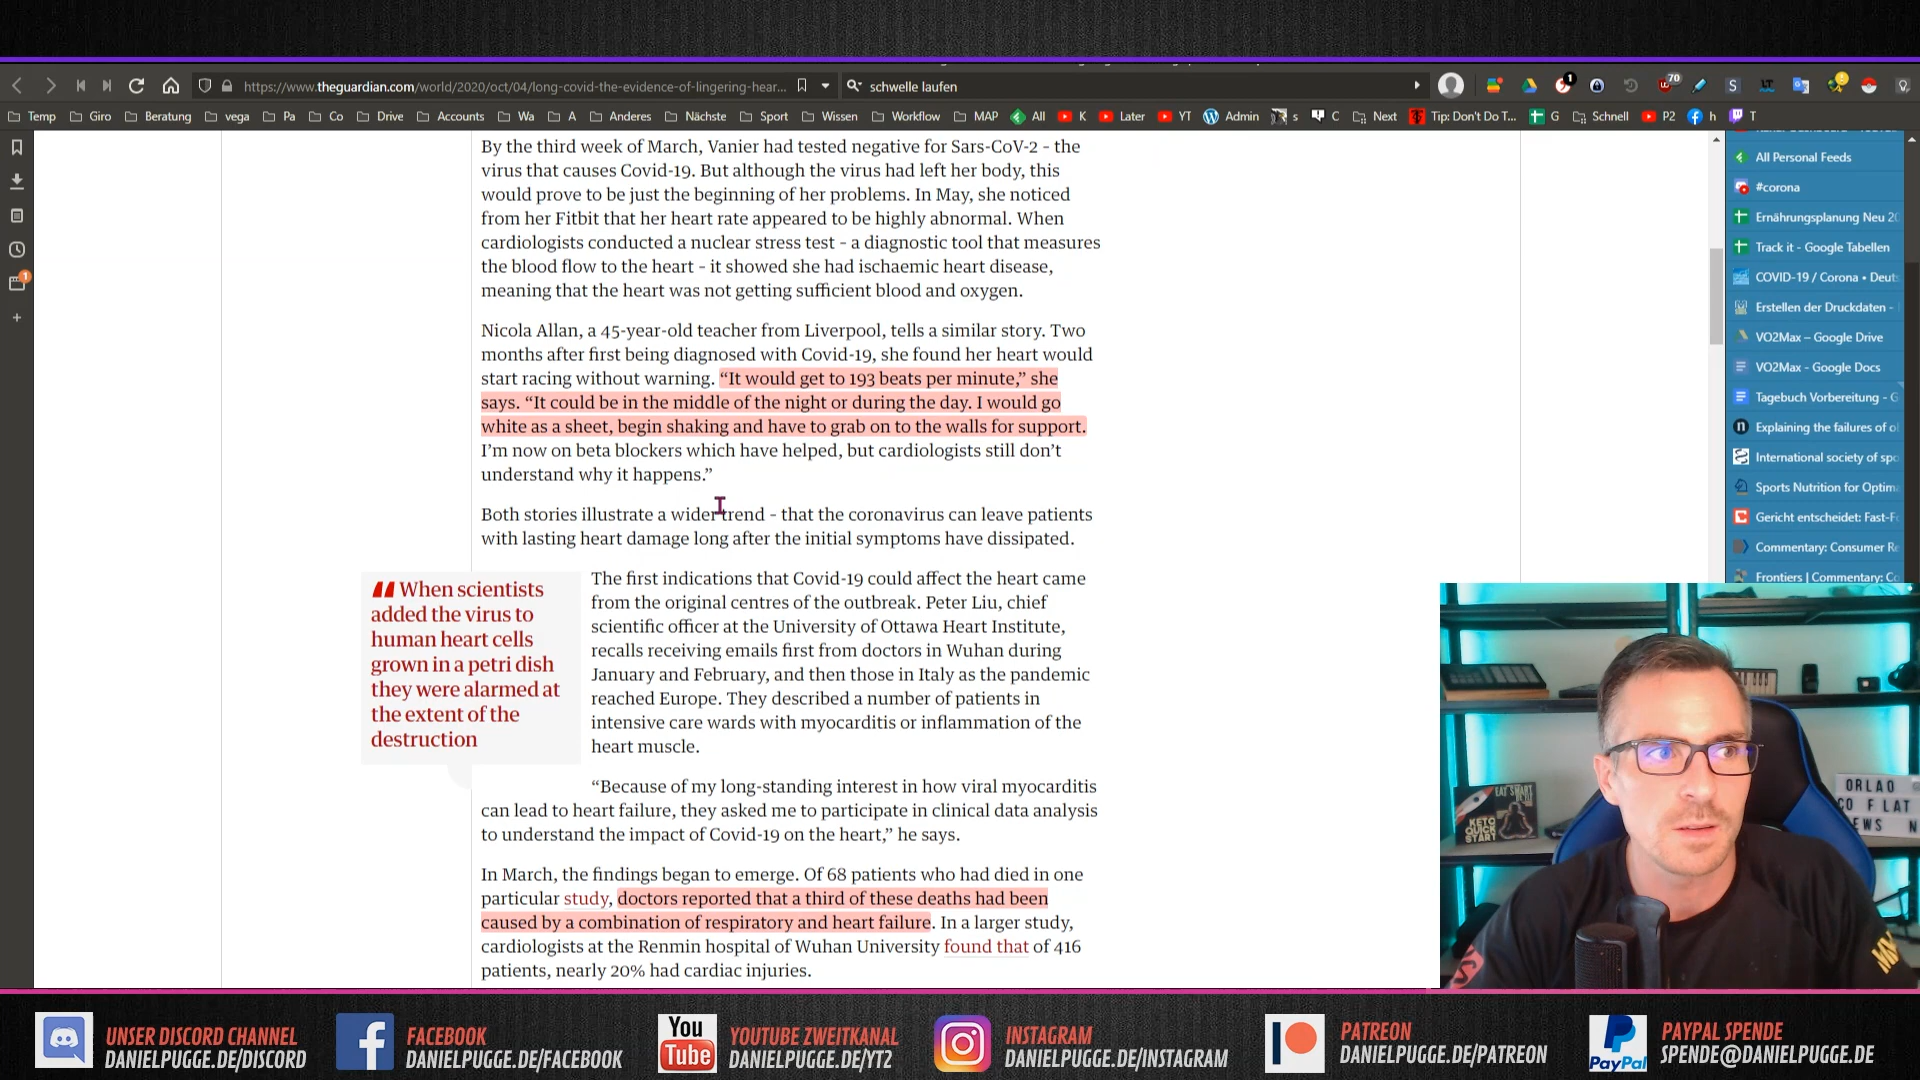 https://www.theguardian.com/world/2020/oct/04/long-covid-the-evidence-of-lingering-hear...
schwelle laufen
1
70
S
Temp
Giro
Beratung
vega
Pa
Co
Drive
Accounts
Wa
A
Anderes
Nächste
Sport
Wissen
Workflow
MAP
All
K
Later
YT
Admin
s
C
Next
Tip: Don't Do T...
G
Schnell
P2
h
T
By the third week of March, Vanier had tested negative for Sars-CoV-2 – the
virus that causes Covid-19. But although the virus had left her body, this
would prove to be just the beginning of her problems. In May, she noticed
from her Fitbit that her heart rate appeared to be highly abnormal. When
cardiologists conducted a nuclear stress test – a diagnostic tool that measures
the blood flow to the heart – it showed she had ischaemic heart disease,
meaning that the heart was not getting sufficient blood and oxygen.
Nicola Allan, a 45-year-old teacher from Liverpool, tells a similar story. Two
months after first being diagnosed with Covid-19, she found her heart would
start racing without warning. “It would get to 193 beats per minute,” she
says. “It could be in the middle of the night or during the day. I would go
white as a sheet, begin shaking and have to grab on to the walls for support.
I’m now on beta blockers which have helped, but cardiologists still don’t
understand why it happens.”
Both stories illustrate a wider trend – that the coronavirus can leave patients
with lasting heart damage long after the initial symptoms have dissipated.
When scientists
added the virus to
human heart cells
grown in a petri dish
they were alarmed at
the extent of the
destruction
The first indications that Covid-19 could affect the heart came
from the original centres of the outbreak. Peter Liu, chief
scientific officer at the University of Ottawa Heart Institute,
recalls receiving emails first from doctors in Wuhan during
January and February, and then those in Italy as the pandemic
reached Europe. They described a number of patients in
intensive care wards with myocarditis or inflammation of the
heart muscle.
“Because of my long-standing interest in how viral myocarditis
can lead to heart failure, they asked me to participate in clinical data analysis
to understand the impact of Covid-19 on the heart,” he says.
In March, the findings began to emerge. Of 68 patients who had died in one
particular study, doctors reported that a third of these deaths had been
caused by a combination of respiratory and heart failure. In a larger study,
cardiologists at the Renmin hospital of Wuhan University found that of 416
patients, nearly 20% had cardiac injuries.
All Personal Feeds
#corona
Ernährungsplanung Neu 20
Track it - Google Tabellen
COVID-19 / Corona • Deut
Erstellen der Druckdaten -
VO2Max – Google Drive
VO2Max - Google Docs
Tagebuch Vorbereitung - G
Explaining the failures of o
International society of spo
Sports Nutrition for Optim
Gericht entscheidet: Fast-F
Commentary: Consumer Re
Frontiers | Commentary: Co
EAT SMART
KETO
QUICK
START
ORLAO
CO F LAT
EWS N
UNSER DISCORD CHANNEL
DANIELPUGGE.DE/DISCORD
FACEBOOK
DANIELPUGGE.DE/FACEBOOK
You
Tube
YOUTUBE ZWEITKANAL
DANIELPUGGE.DE/YT2
INSTAGRAM
DANIELPUGGE.DE/INSTAGRAM
PATREON
DANIELPUGGE.DE/PATREON
PayPal
PAYPAL SPENDE
SPENDE@DANIELPUGGE.DE